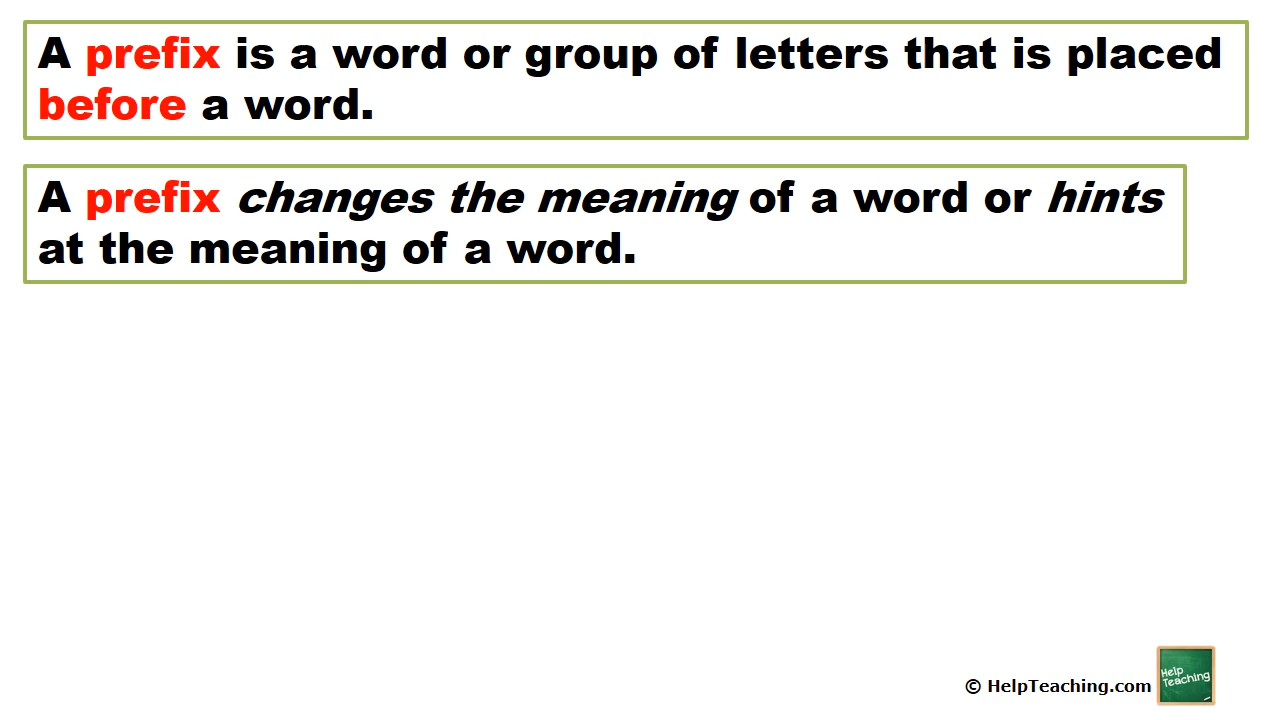 A prefix is a word or group of letters that is placed
before a word.
A prefix changes the meaning of a word or hints
at the meaning of a word.
© HelpTeaching.com
Help
Teaching